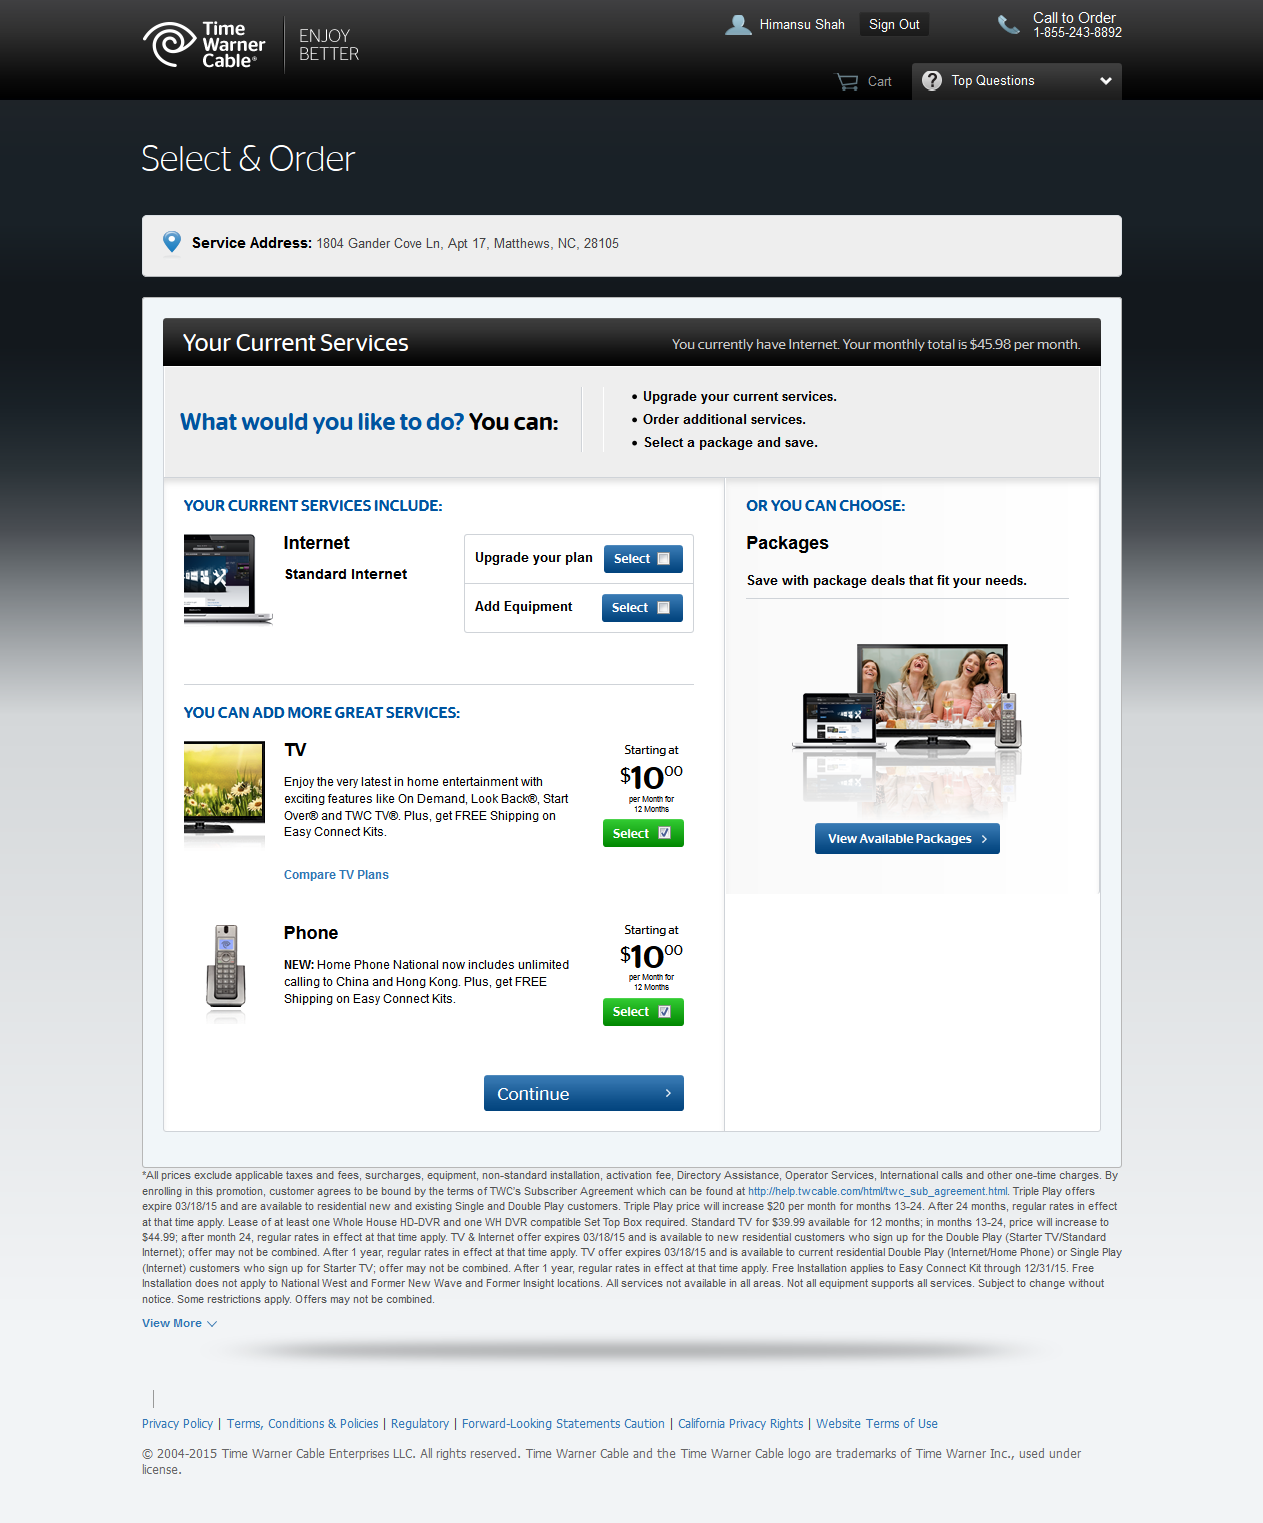 Time
Warner
Cable®
ENJOY
BETTER
Himansu Shah
Sign Out
Call to Order
1-855-243-8892
Cart
Top Questions
Select & Order
Service Address: 1804 Gander Cove Ln, Apt 17, Matthews, NC, 28105
Your Current Services
You currently have Internet. Your monthly total is $45.98 per month.
What would you like to do? You can:
• Upgrade your current services.
• Order additional services.
• Select a package and save.
YOUR CURRENT SERVICES INCLUDE:
Internet
Standard Internet
Upgrade your plan
Select
Add Equipment
Select
YOU CAN ADD MORE GREAT SERVICES:
TV
Enjoy the very latest in home entertainment with
exciting features like On Demand, Look Back®, Start
Over® and TWC TV®. Plus, get FREE Shipping on
Easy Connect Kits.
Compare TV Plans
Starting at
$10 00
per Month for
12 Months
Select
Phone
NEW: Home Phone National now includes unlimited
calling to China and Hong Kong. Plus, get FREE
Shipping on Easy Connect Kits.
Starting at
$10 00
per Month for
12 Months
Select
Continue
OR YOU CAN CHOOSE:
Packages
Save with package deals that fit your needs.
View Available Packages
*All prices exclude applicable taxes and fees, surcharges, equipment, non-standard installation, activation fee, Directory Assistance, Operator Services, International calls and other one-time charges. By
enrolling in this promotion, customer agrees to be bound by the terms of TWC's Subscriber Agreement which can be found at http://help.twcable.com/html/twc_sub_agreement.html. Triple Play offers
expire 03/18/15 and are available to residential new and existing Single and Double Play customers. Triple Play price will increase $20 per month for months 13-24. After 24 months, regular rates in effect
at that time apply. Lease of at least one Whole House HD-DVR and one WH DVR compatible Set Top Box required. Standard TV for $39.99 available for 12 months; in months 13-24, price will increase to
$44.99; after month 24, regular rates in effect at that time apply. TV & Internet offer expires 03/18/15 and is available to new residential customers who sign up for the Double Play (Starter TV/Standard
Internet); offer may not be combined. After 1 year, regular rates in effect at that time apply. TV offer expires 03/18/15 and is available to current residential Double Play (Internet/Home Phone) or Single Play
(Internet) customers who sign up for Starter TV; offer may not be combined. After 1 year, regular rates in effect at that time apply. Free Installation applies to Easy Connect Kit through 12/31/15. Free
Installation does not apply to National West and Former New Wave and Former Insight locations. All services not available in all areas. Not all equipment supports all services. Subject to change without
notice. Some restrictions apply. Offers may not be combined.
View More
Privacy Policy | Terms, Conditions & Policies | Regulatory | Forward-Looking Statements Caution | California Privacy Rights | Website Terms of Use
© 2004-2015 Time Warner Cable Enterprises LLC. All rights reserved. Time Warner Cable and the Time Warner Cable logo are trademarks of Time Warner Inc., used under
license.